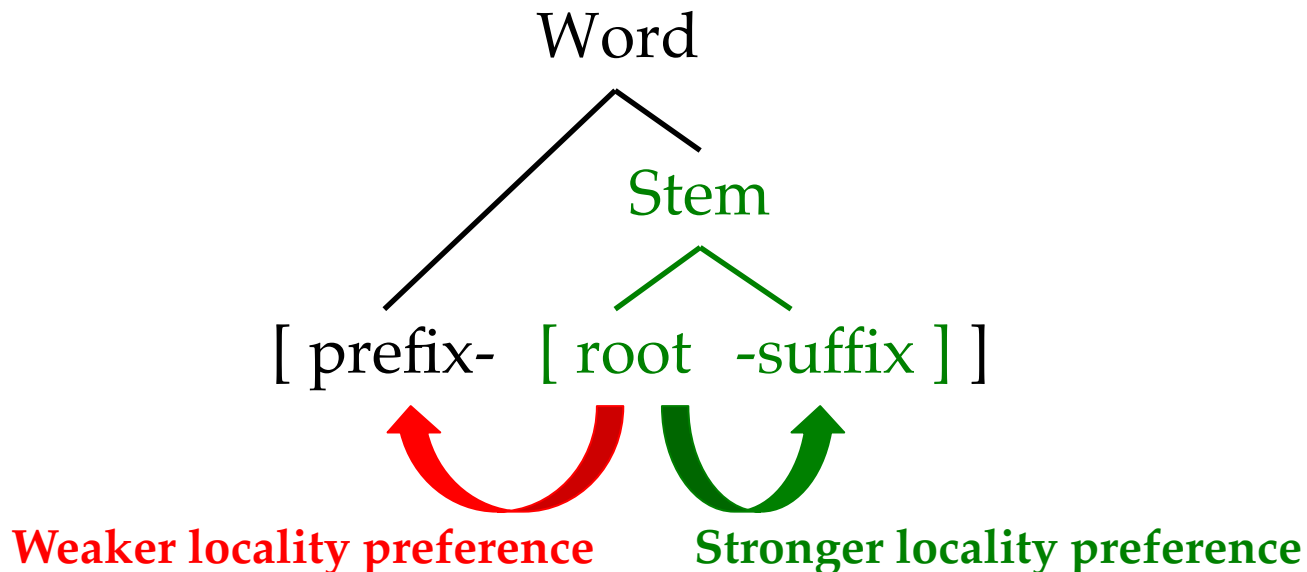 Word
Stem
[ prefix- [ root -suffix ] ]
Weaker locality preference Stronger locality preference